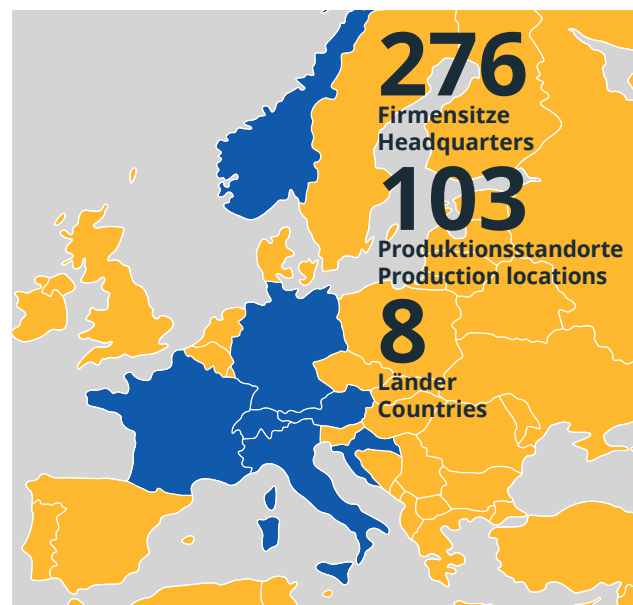 276
Firmensitze
Headquarters
103
Produktionsstandorte
Production locations
8
Länder
Countries